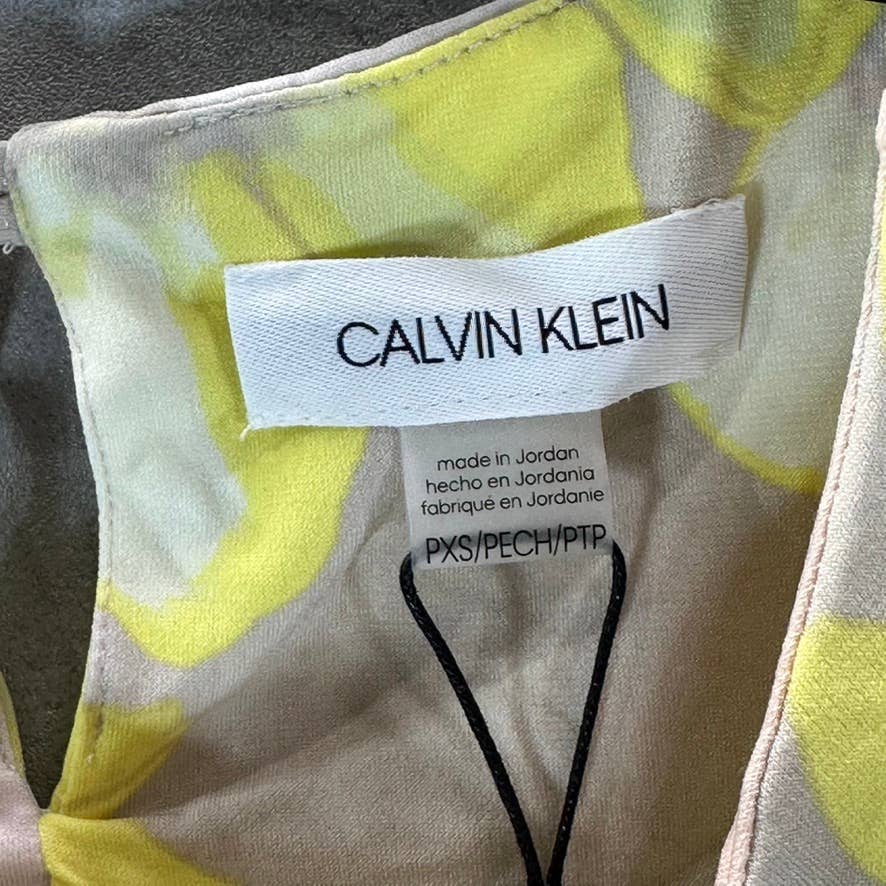 CALVIN KLEIN
made in Jordan
hecho en Jordania
fabriqué en Jordanie
PXS/PECH/PTP